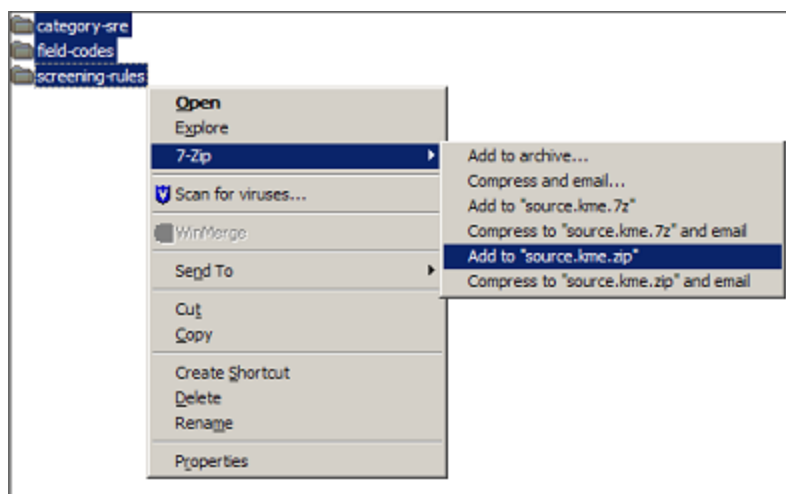 category-sre
field-codes
screening-rules
Open
Explore
7-Zip
Scan for viruses...
WinMerge
Send To
Cut
Copy
Create Shortcut
Delete
Rename
Properties
Add to archive...
Compress and email...
Add to "source.kme.7z"
Compress to "source.kme.7z" and email
Add to "source.kme.zip"
Compress to "source.kme.zip" and email